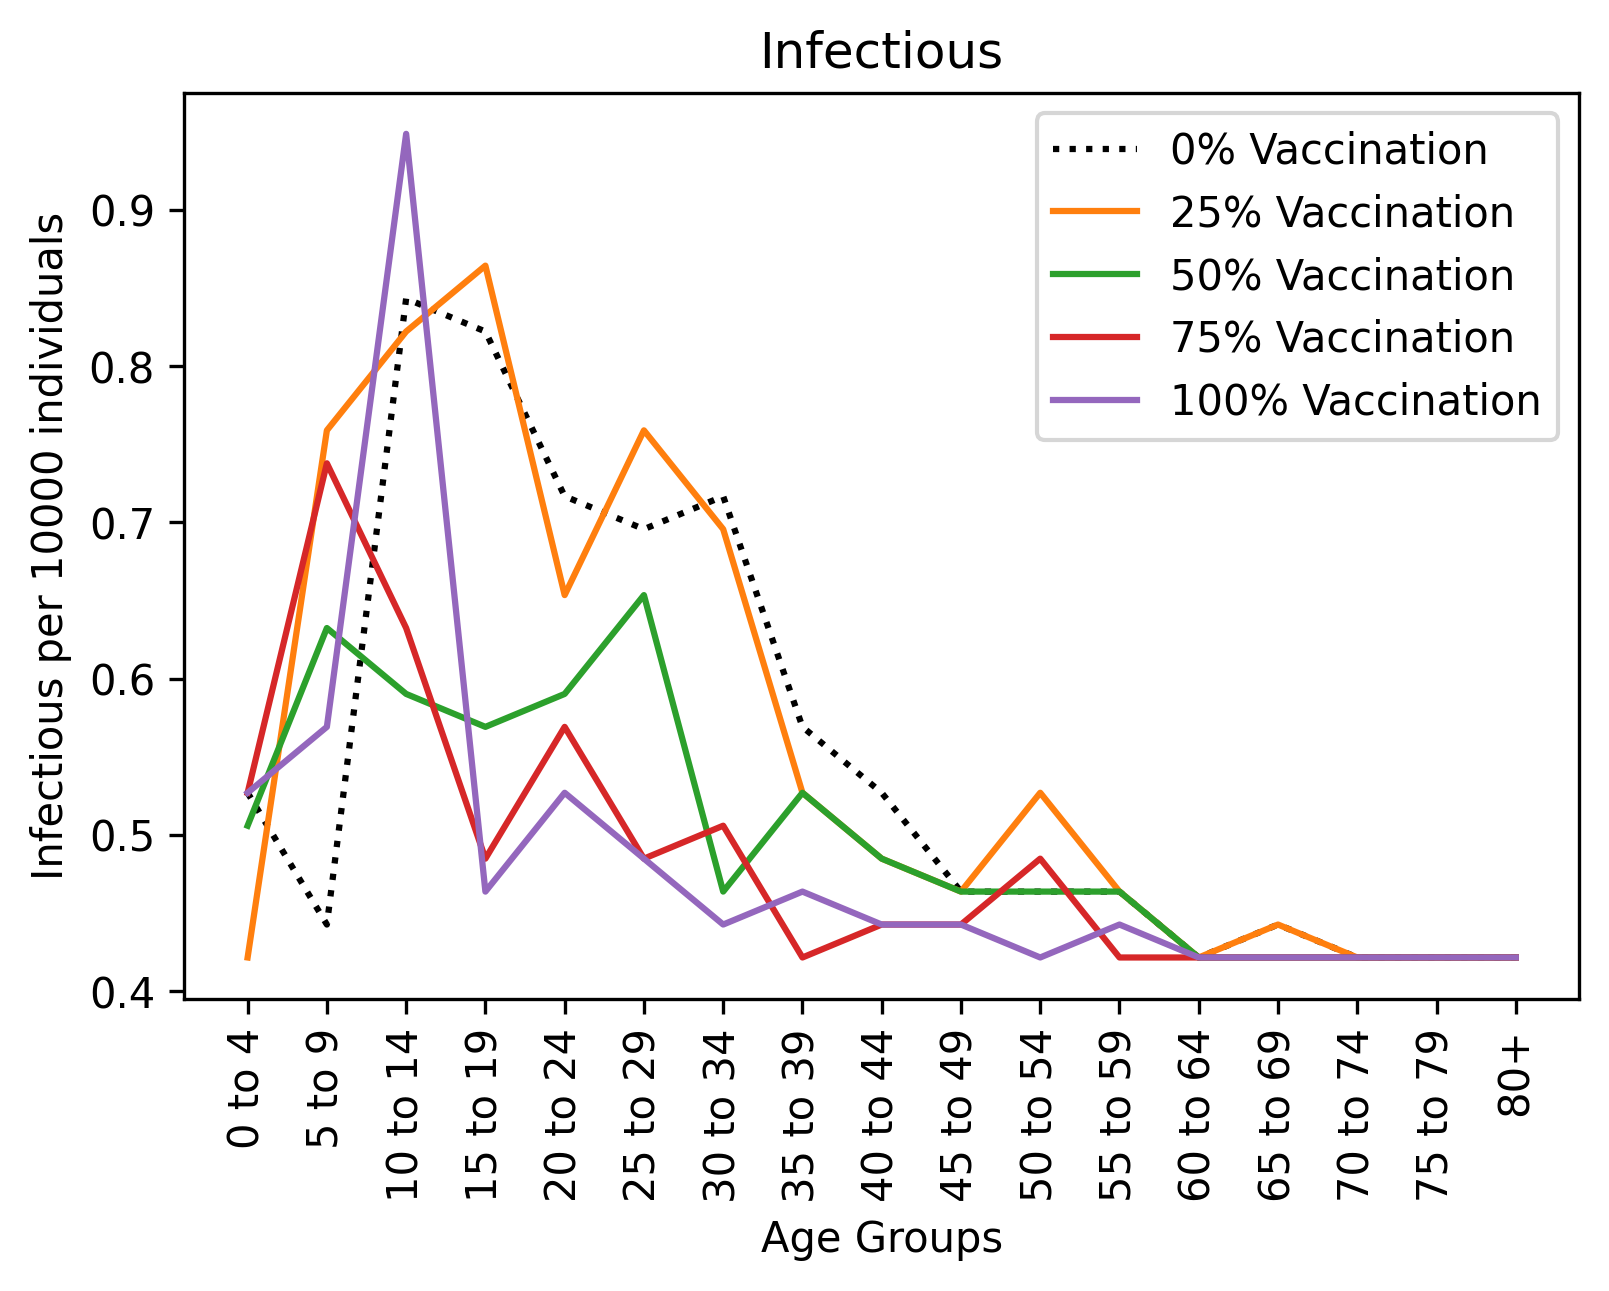 Infectious
0% Vaccination
25% Vaccination
50% Vaccination
75% Vaccination
100% Vaccination
Infectious per 10000 individuals
0.9
0.8
0.7
0.6
0.5
0.4
0 to 4
5 to 9
10 to 14
15 to 19
20 to 24
25 to 29
30 to 34
35 to 39
40 to 44
45 to 49
50 to 54
55 to 59
60 to 64
65 to 69
70 to 74
75 to 79
80+
Age Groups